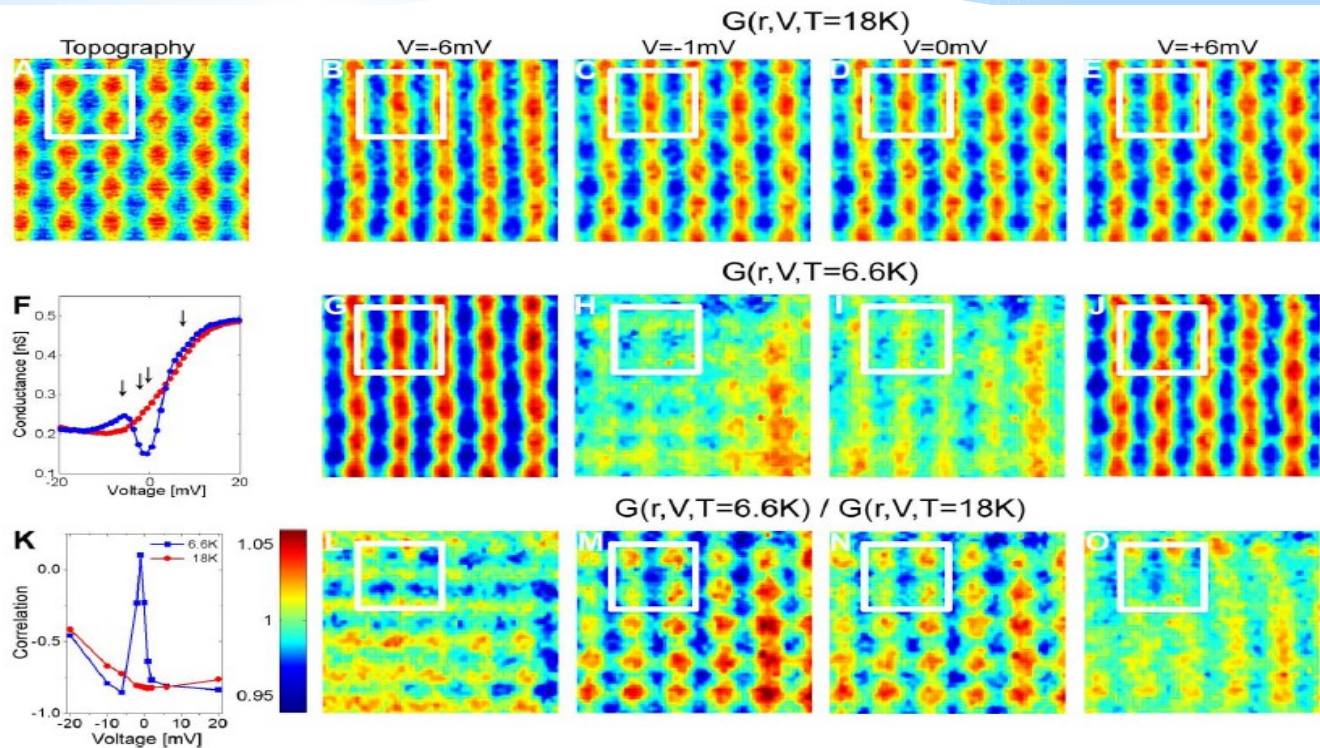 G(r,V,T=18K)
Topography
V=-6mV
V=-1mV
V=0mV
V=+6mV
A
B
C
D
E
G(r,V,T=6.6K)
F
G
H
I
J
0.5
0.4
0.3
0.2
0.1
Conductance [nS]
-20
0
20
Voltage [mV]
G(r,V,T=6.6K) / G(r,V,T=18K)
K
6.6K
18K
L
M
N
O
0.0
-0.5
-1.0
Correlation
-20
-10
0
10
20
Voltage [mV]
1.05
1
0.95